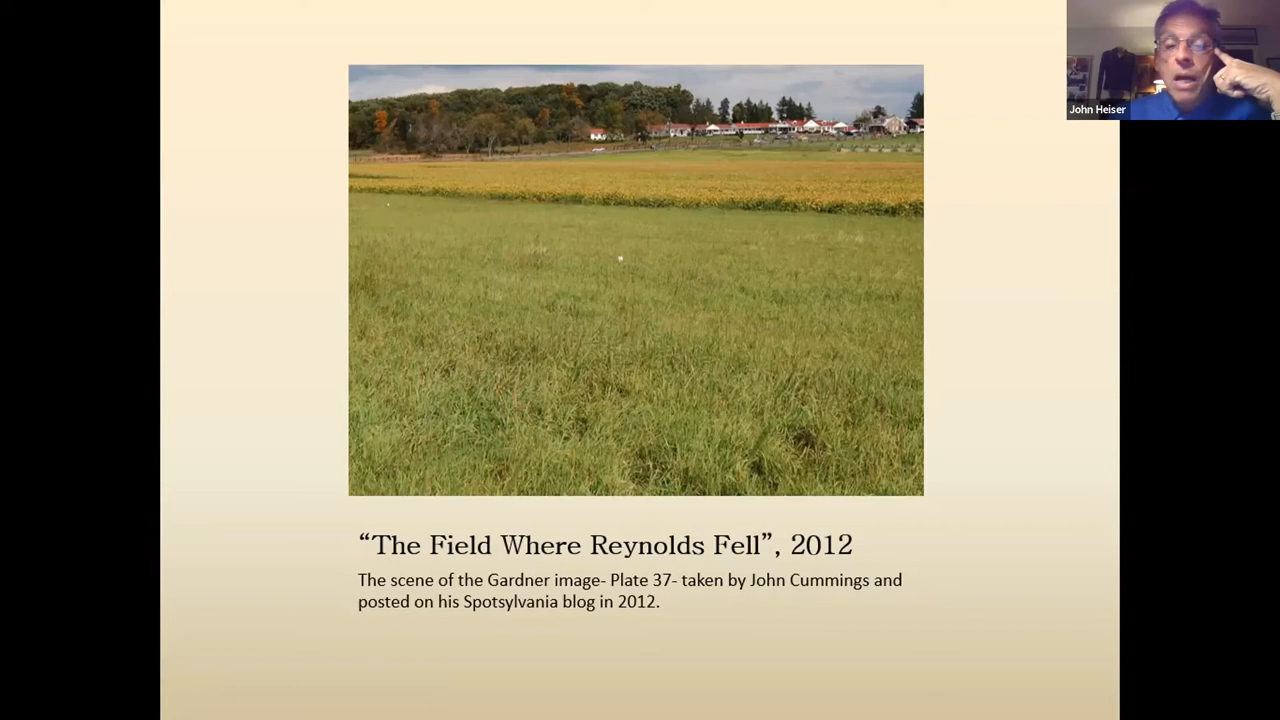 John Heiser
“The Field Where Reynolds Fell”, 2012
The scene of the Gardner image- Plate 37- taken by John Cummings and
posted on his Spotsylvania blog in 2012.